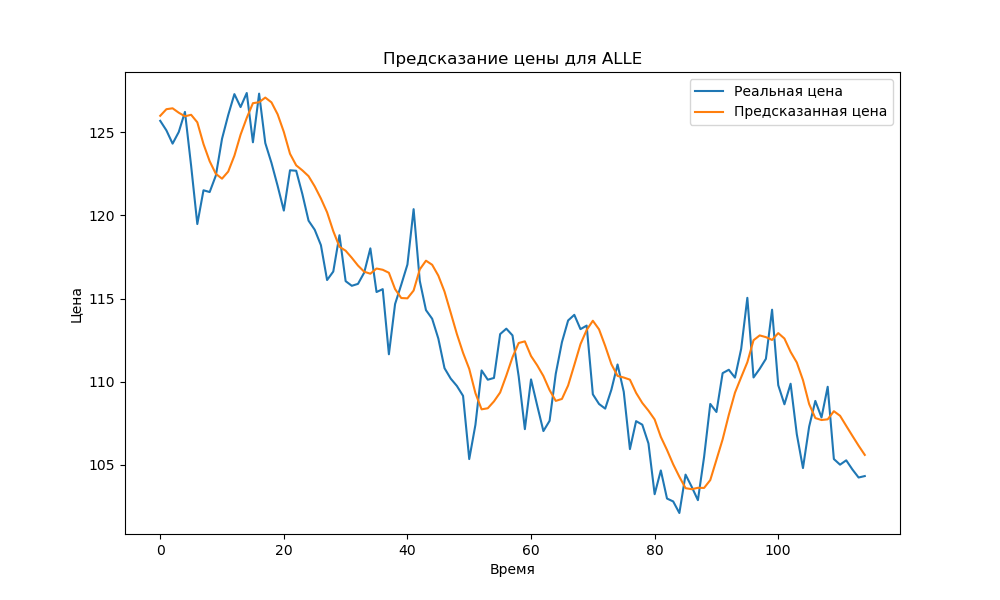 Предсказание цены для ALLE
Реальная цена
Предсказанная цена
Цена
125
120
115
110
105
0 20 40 60 80 100
Время